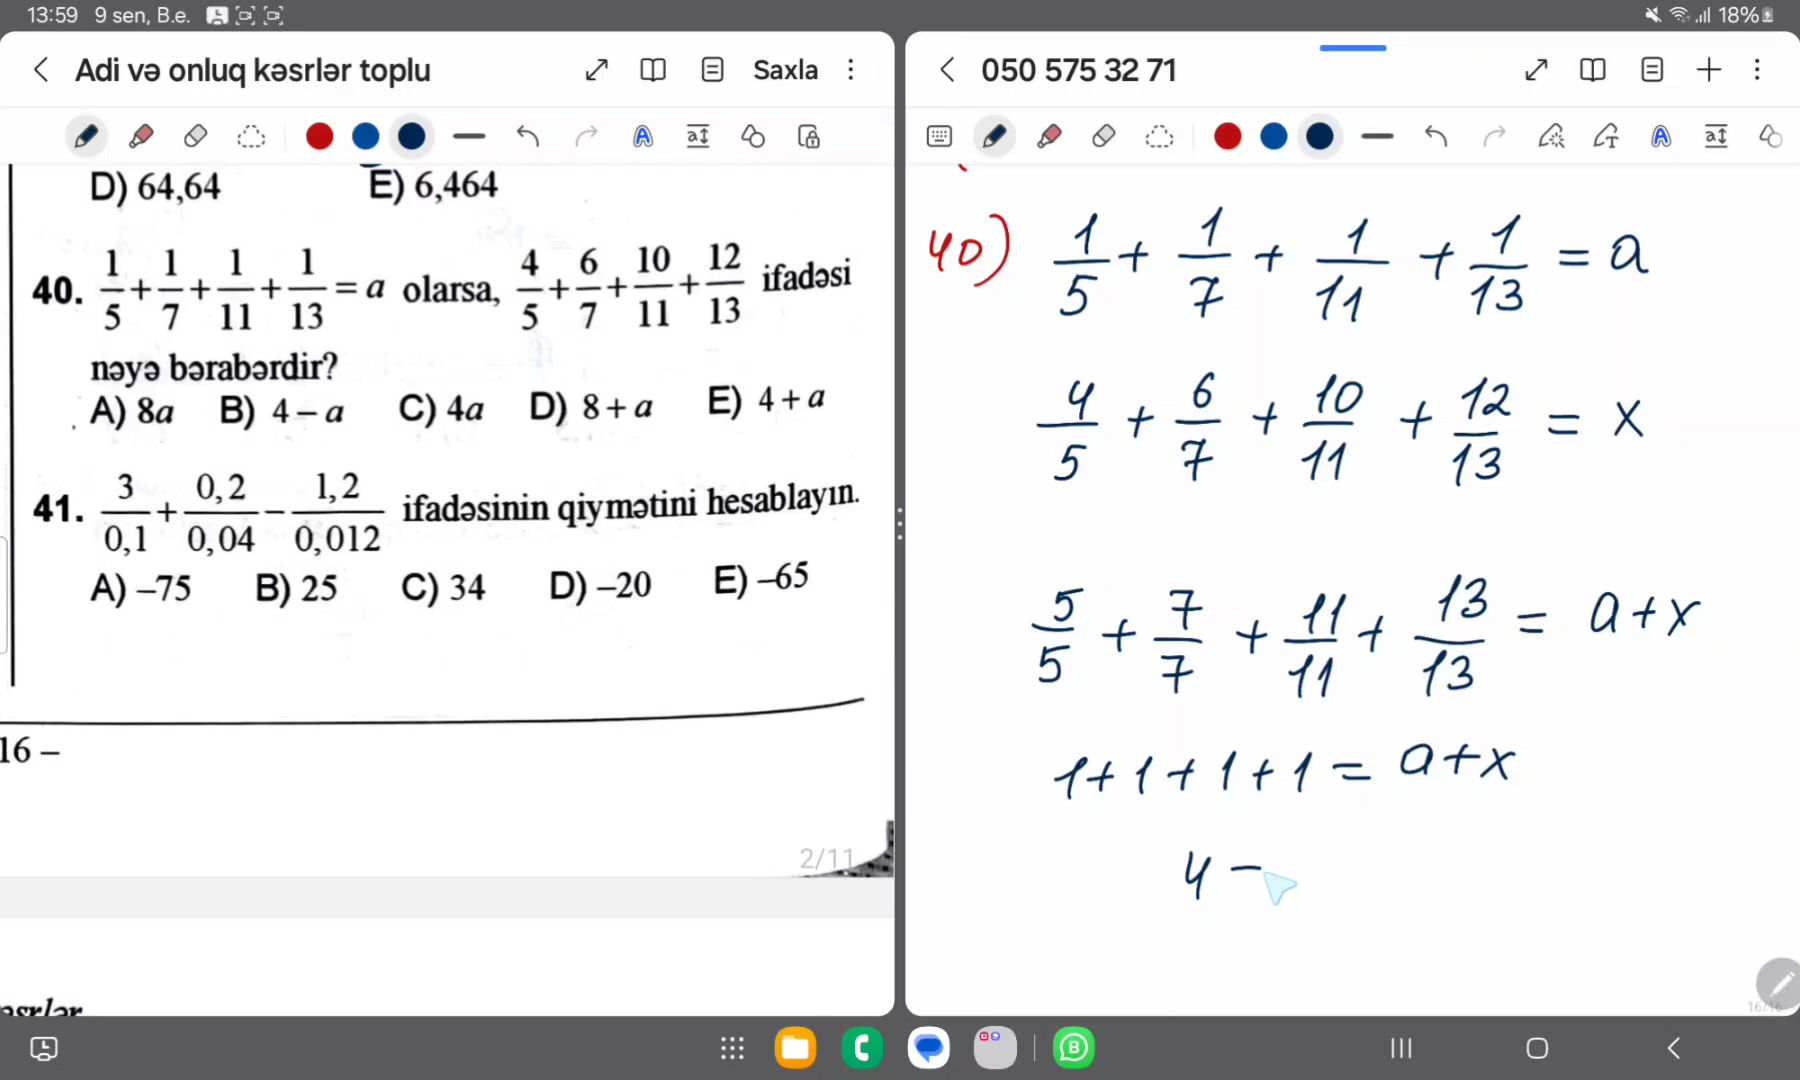 13:59 9 sen, B.e. 18%
Adi və onluq kəsrlər toplu Saxla
D) 64,64 E) 6,464
40. 1/5 + 1/7 + 1/11 + 1/13 = a olarsa, 4/5 + 6/7 + 10/11 + 12/13 ifadəsi
nəyə bərabərdir?
A) 8a B) 4 – a C) 4a D) 8 + a E) 4 + a
41. 3/0,1 + 0,2/0,04 – 1,2/0,012 ifadəsinin qiymətini hesablayın.
A) –75 B) 25 C) 34 D) –20 E) –65
16 –
2/11
050 575 32 71
40) 1/5 + 1/7 + 1/11 + 1/13 = a
4/5 + 6/7 + 10/11 + 12/13 = x
5/5 + 7/7 + 11/11 + 13/13 = a + x
1 + 1 + 1 + 1 = a + x
4 –
16/16